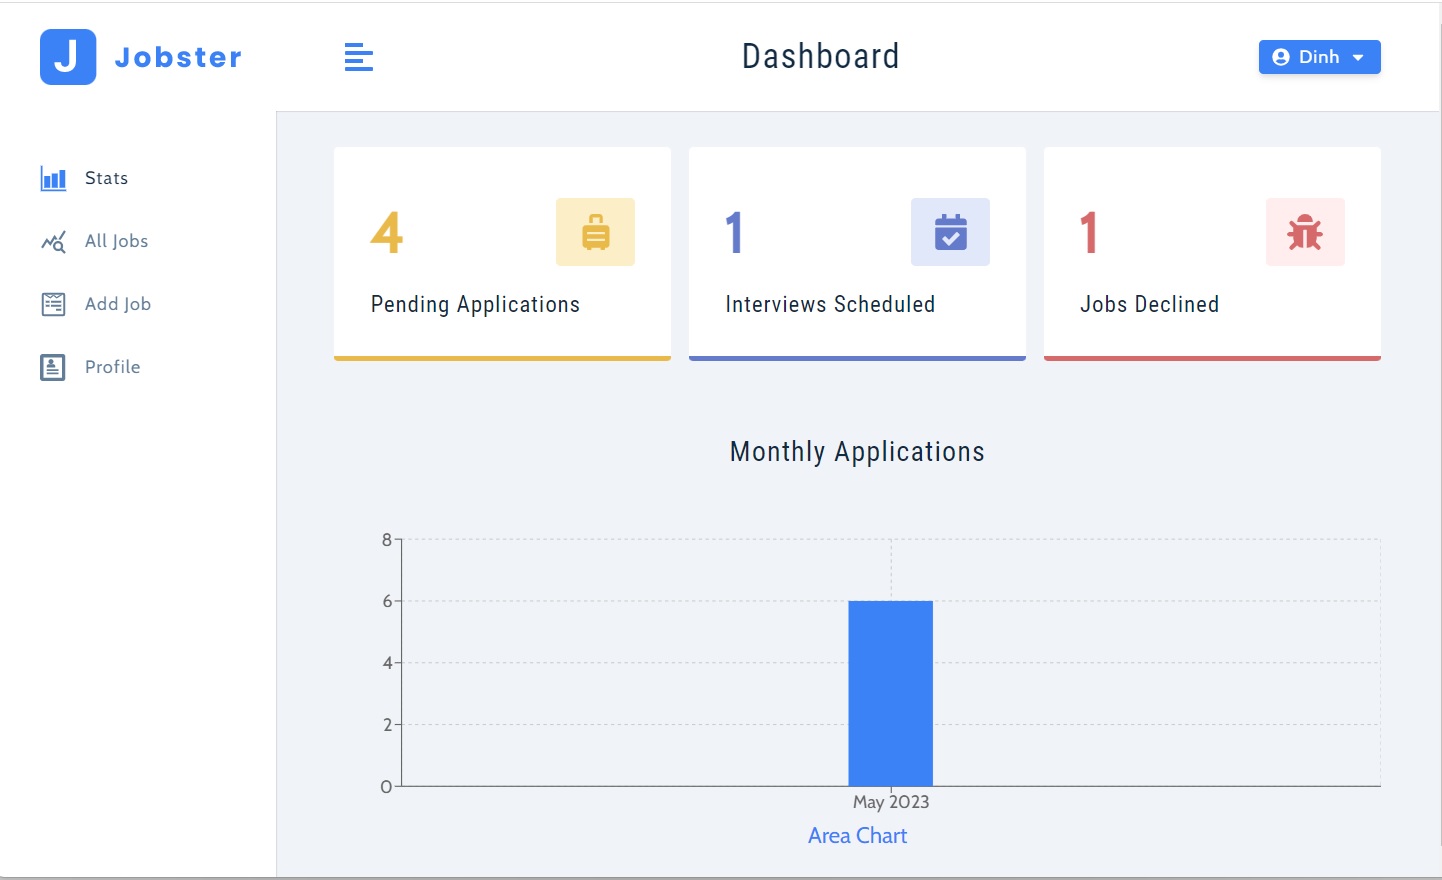 J Jobster
Dashboard
Dinh
Stats
All Jobs
Add Job
Profile
4
Pending Applications
1
Interviews Scheduled
1
Jobs Declined
Monthly Applications
8
6
4
2
0
May 2023
Area Chart